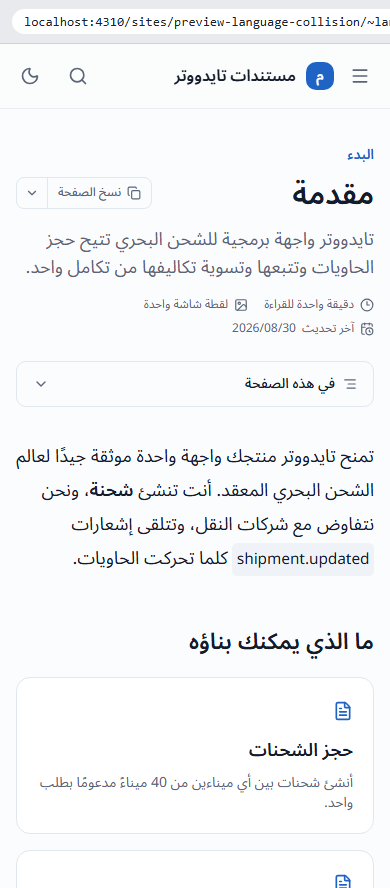 localhost:4310/sites/preview-language-collision/~la
مستندات تايدووتر
م
البدء
مقدمة
نسخ الصفحة
تايدووتر واجهة برمجية للشحن البحري تتيح حجز
الحاويات وتتبعها وتسوية تكاليفها من تكامل واحد.
دقيقة واحدة للقراءة
لقطة شاشة واحدة
آخر تحديث 2026/08/30
في هذه الصفحة
تمنح تايدووتر منتجك واجهة واحدة موثقة جيدًا لعالم
الشحن البحري المعقد. أنت تنشئ شحنة، ونحن
نتفاوض مع شركات النقل، وتتلقى إشعارات
shipment.updated كلما تحركت الحاويات.
ما الذي يمكنك بناؤه
حجز الشحنات
أنشئ شحنات بين أي ميناءين من 40 ميناءً مدعومًا بطلب
واحد.